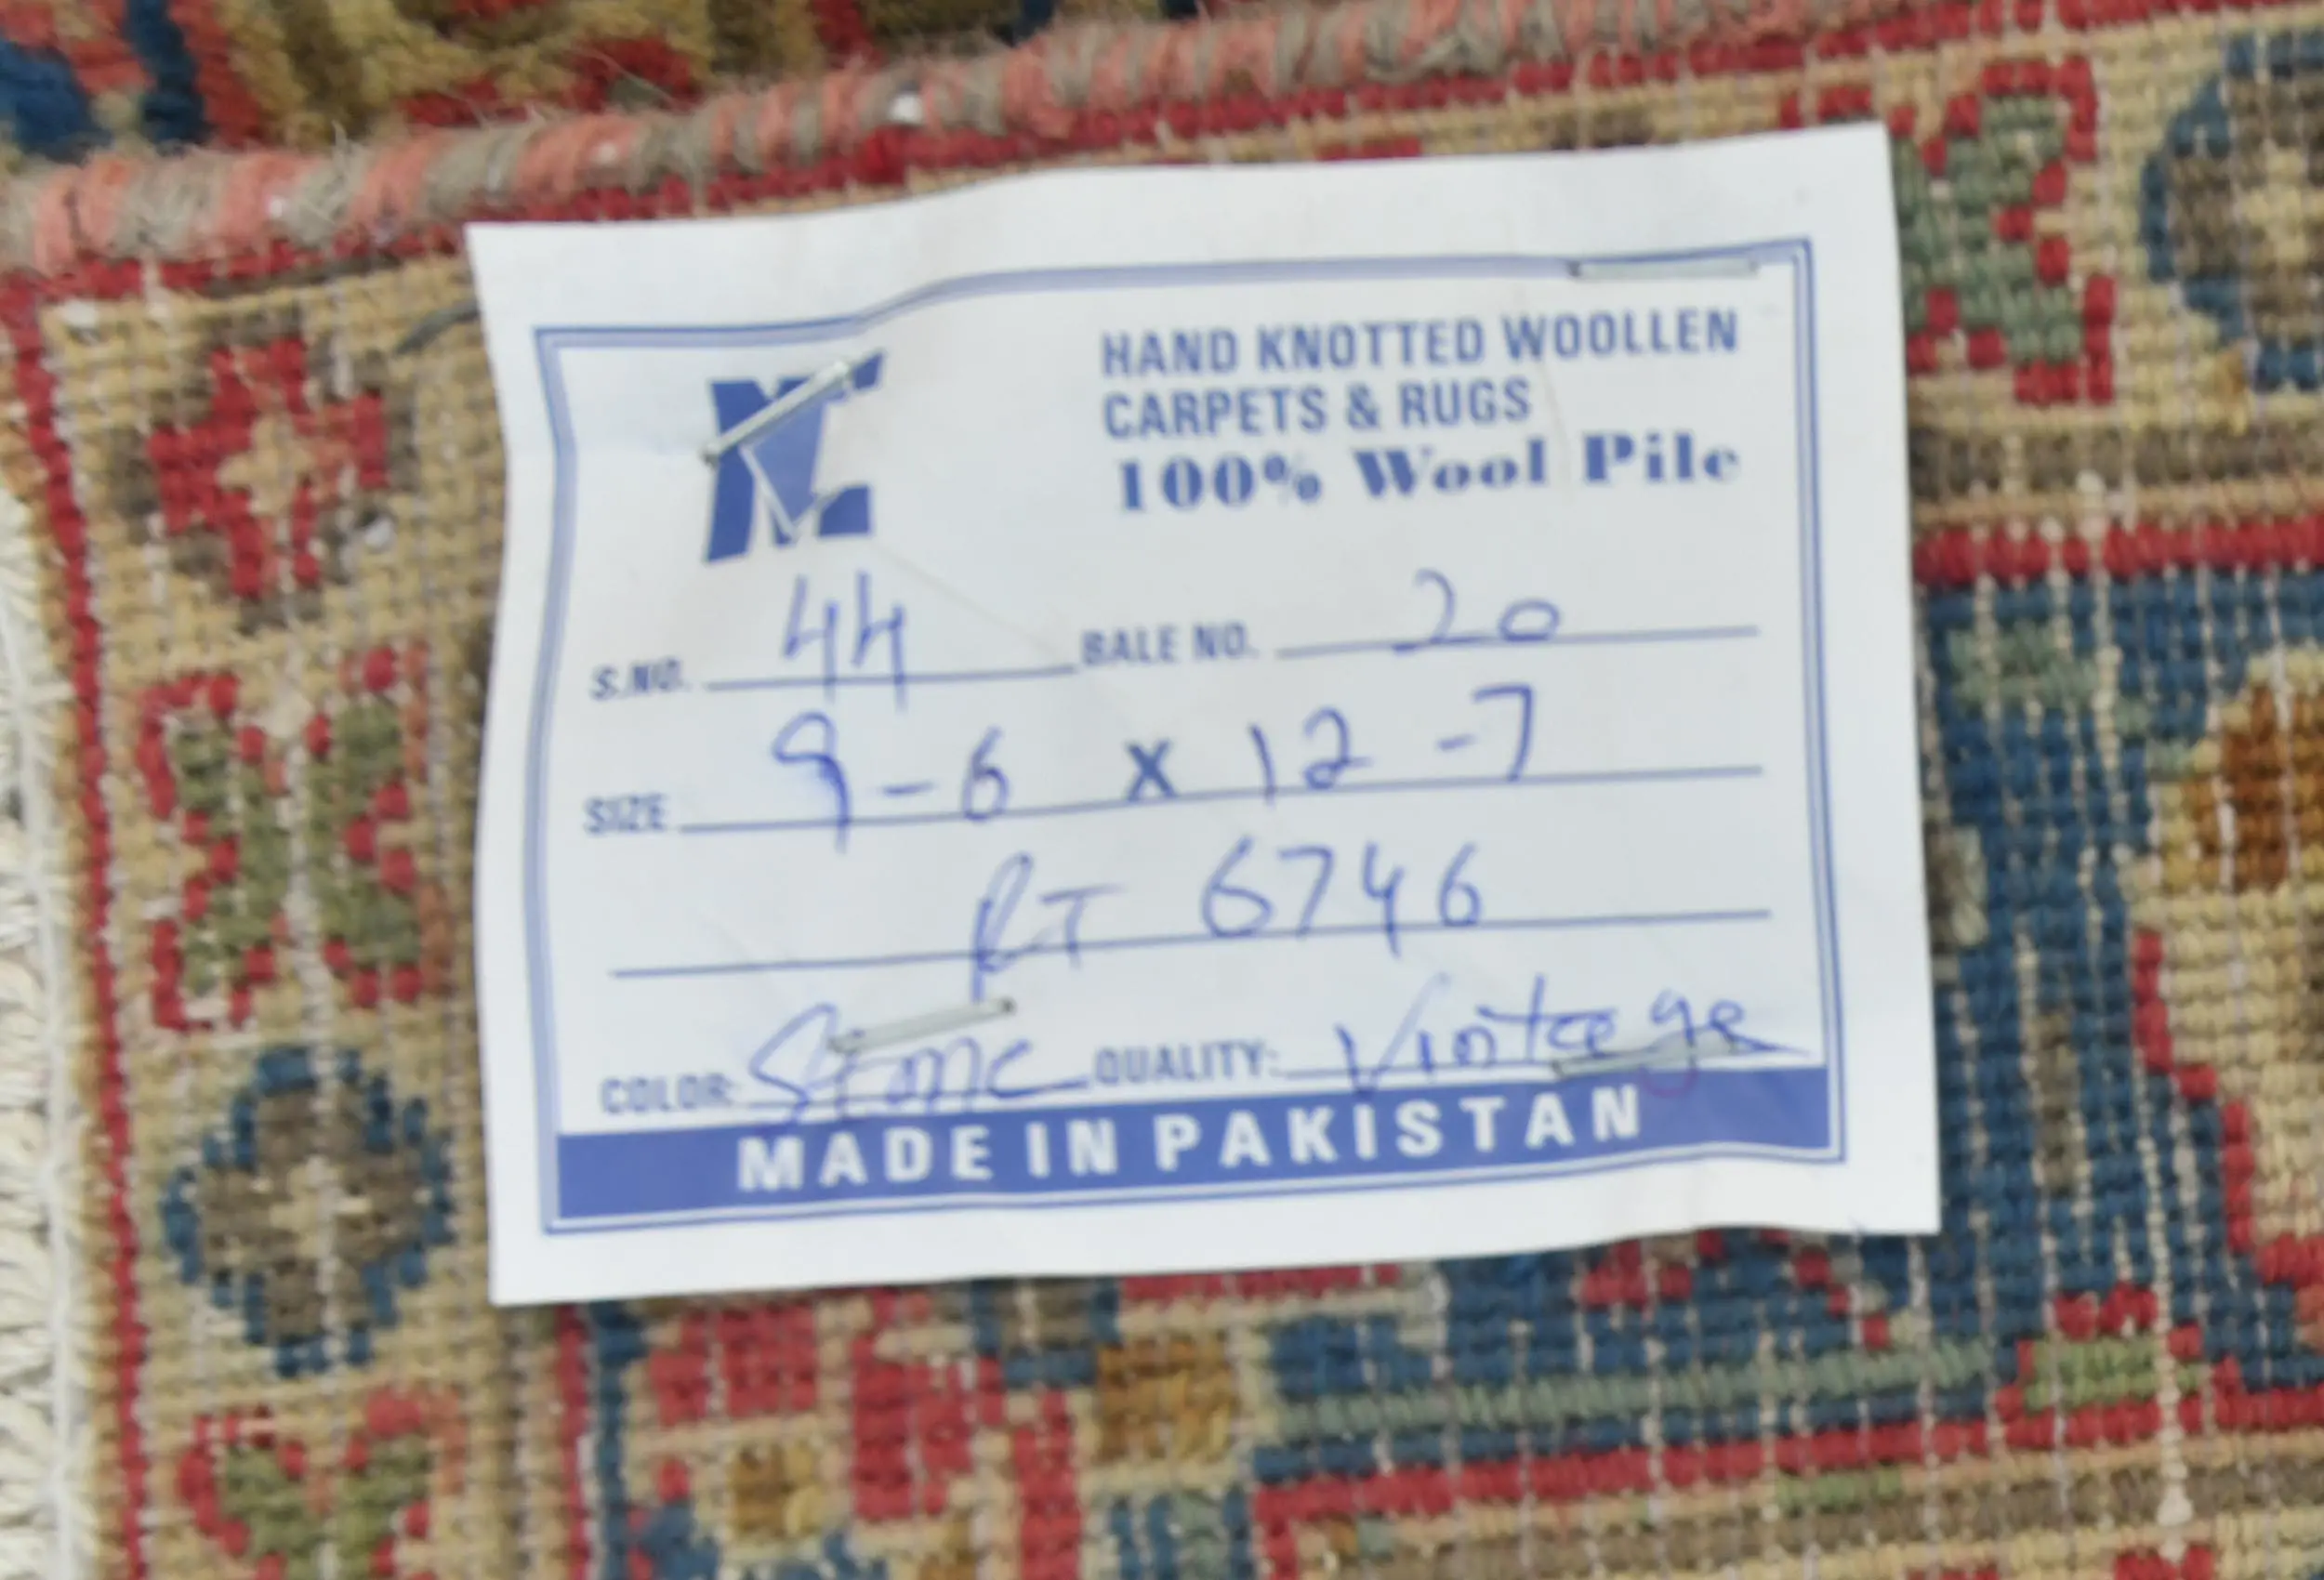 HAND KNOTTED WOOLLEN
CARPETS & RUGS
100% Wool Pile
S.NO. 44 BALE NO. 20
SIZE 9-6 X 12-7
RT 6746
COLOR: QUALITY: Vintage
MADE IN PAKISTAN